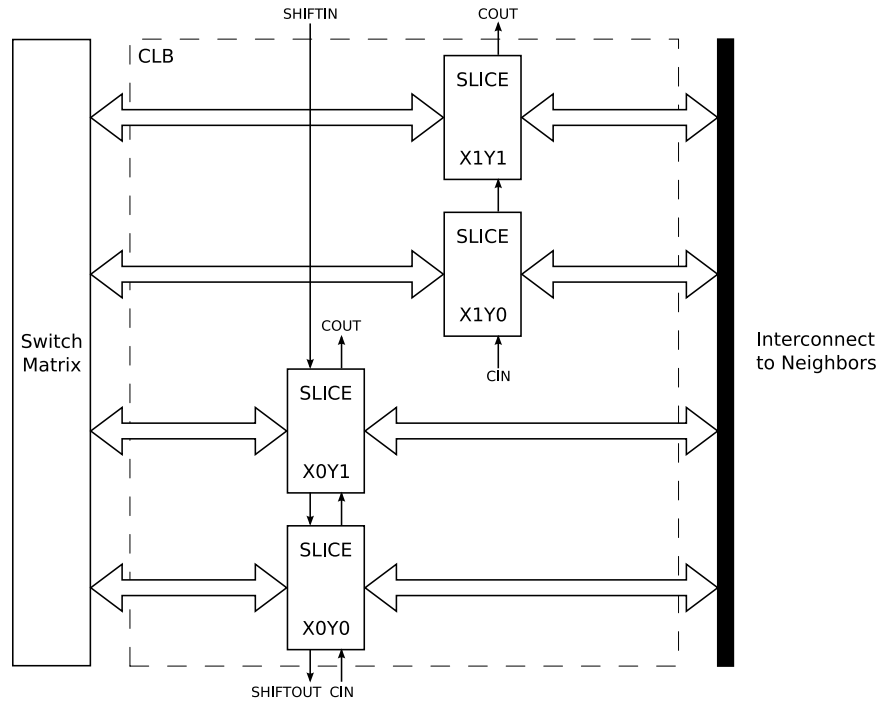 SHIFTIN
COUT
CLB
SLICE
X1Y1
SLICE
X1Y0
CIN
COUT
SLICE
X0Y1
SLICE
X0Y0
SHIFTOUT
CIN
Switch
Matrix
Interconnect
to Neighbors